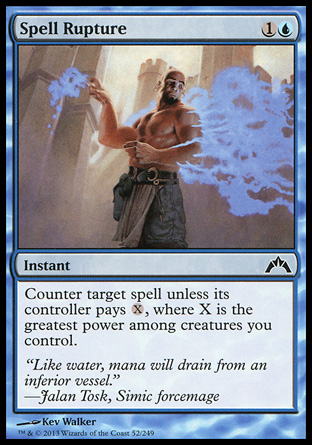 Spell Rupture 1
Instant
Counter target spell unless its
controller pays X, where X is the
greatest power among creatures you
control.
“Like water, mana will drain from an
inferior vessel.”
—Jalan Tosk, Simic forcemage
Kev Walker
™ & © 2013 Wizards of the Coast 52/249